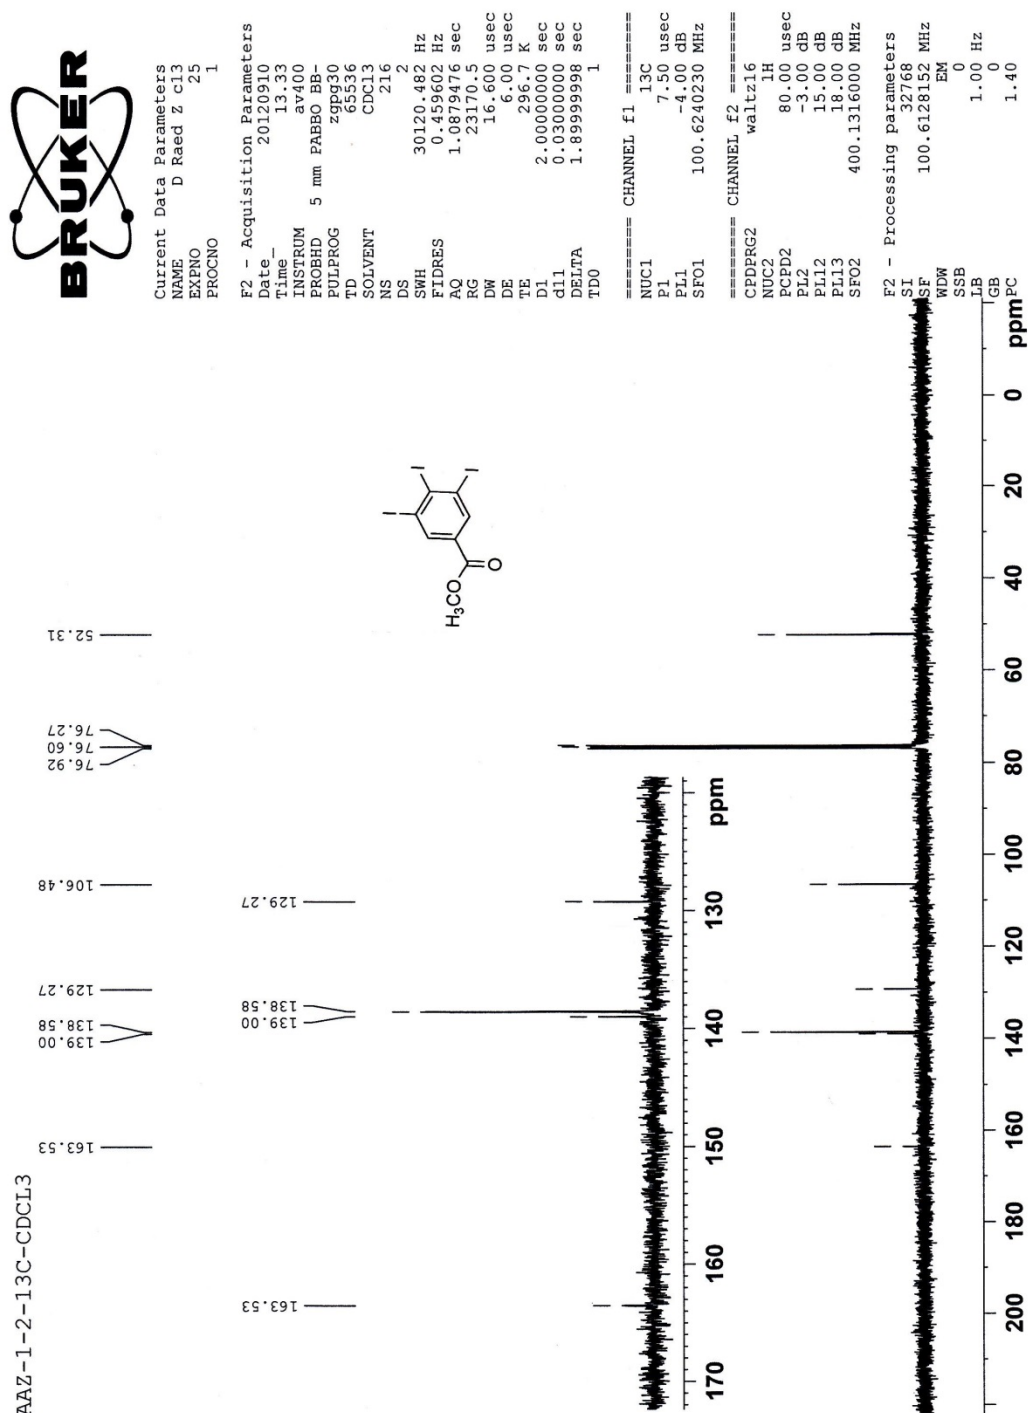 AAZ-1-2-13C-CDCL3
163.53
139.00
138.58
129.27
106.48
76.92
76.60
76.27
52.31
BRUKER
Current Data Parameters
NAME D Raed Z c13
EXPNO 25
PROCNO 1
F2 - Acquisition Parameters
Date_ 20120910
Time_ 13.33
INSTRUM av400
PROBHD 5 mm PABBO BB-
PULPROG zgpg30
TD 65536
SOLVENT CDCl3
NS 216
DS 2
SWH 30120.482 Hz
FIDRES 0.459602 Hz
AQ 1.0879476 sec
RG 23170.5
DW 16.600 usec
DE 6.00 usec
TE 296.7 K
D1 2.00000000 sec
d11 0.03000000 sec
DELTA 1.89999998 sec
TD0 1
======== CHANNEL f1 ========
NUC1 13C
P1 7.50 usec
PL1 -4.00 dB
SFO1 100.6240230 MHz
======== CHANNEL f2 ========
CPDPRG2 waltz16
NUC2 1H
PCPD2 80.00 usec
PL2 -3.00 dB
PL12 15.00 dB
PL13 18.00 dB
SFO2 400.1316000 MHz
F2 - Processing parameters
SI 32768
SF 100.6128152 MHz
WDW EM
SSB 0
LB 1.00 Hz
GB 0
PC 1.40
163.53
139.00
138.58
129.27
H3CO
O
I
I
I
170 160 150 140 130 ppm
200 180 160 140 120 100 80 60 40 20 0 ppm